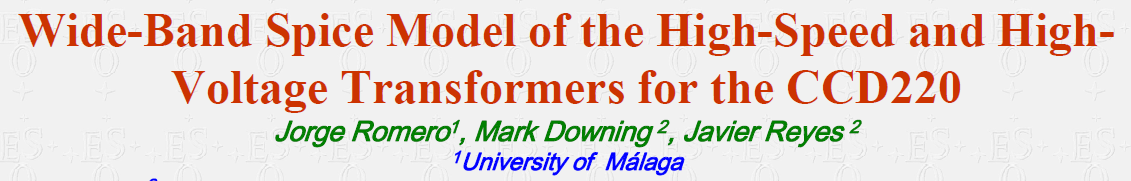 Wide-Band Spice Model of the High-Speed and High-
Voltage Transformers for the CCD220
Jorge Romero¹, Mark Downing ², Javier Reyes ²
¹University of Málaga